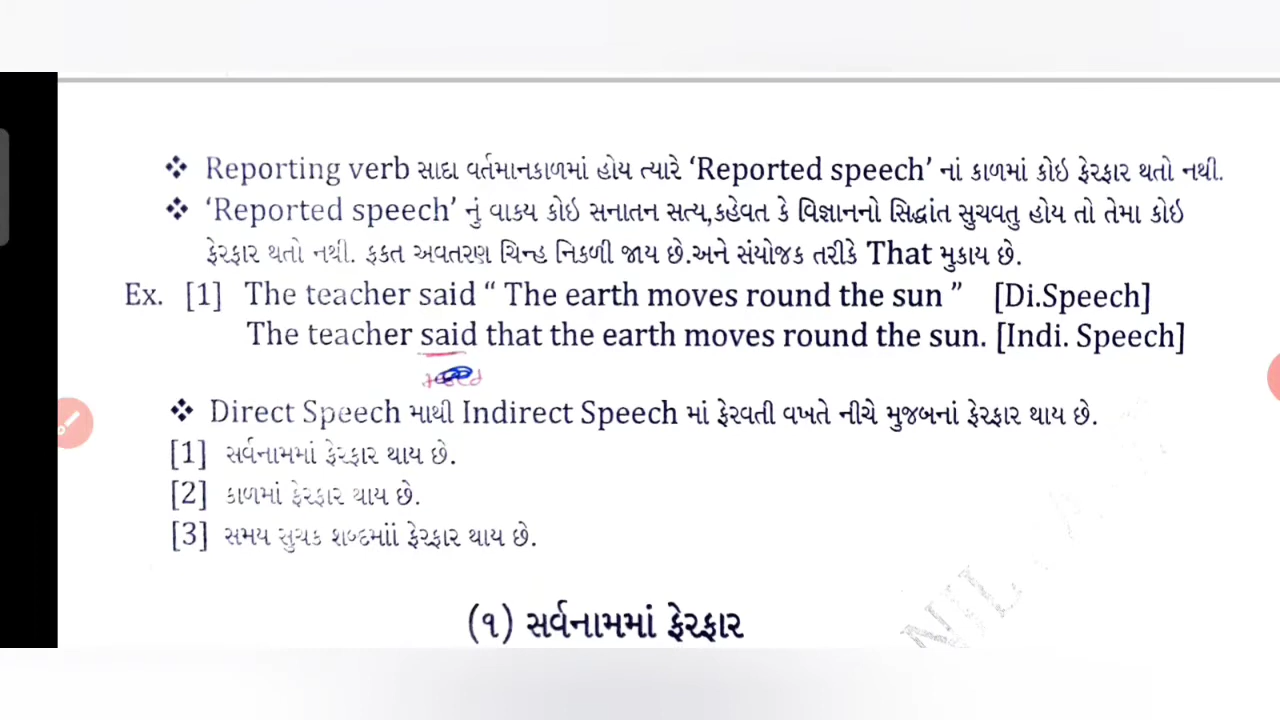 ❖ Reporting verb સાદા વર્તમાનકાળમાં હોય ત્યારે ‘Reported speech’ નાં કાળમાં કોઇ ફેરફાર થતો નથી.
❖ ‘Reported speech’ નું વાકય કોઇ સનાતન સત્ય,કહેવત કે વિજ્ઞાનનો સિદ્ધાંત સુચવતુ હોય તો તેમા કોઇ
ફેરફાર થતો નથી. ફકત અવતરણ ચિન્હ નિકળી જાય છે.અને સંયોજક તરીકે That મુકાય છે.
Ex. [1] The teacher said “ The earth moves round the sun ” [Di.Speech]
The teacher said that the earth moves round the sun. [Indi. Speech]
❖ Direct Speech માથી Indirect Speech માં ફેરવતી વખતે નીચે મુજબનાં ફેરફાર થાય છે.
[1] સર્વનામમાં ફેરફાર થાય છે.
[2] કાળમાં ફેરફાર થાય છે.
[3] સમય સુચક શબ્દમાાં ફેરફાર થાય છે.
(૧) સર્વનામમાં ફેરફાર